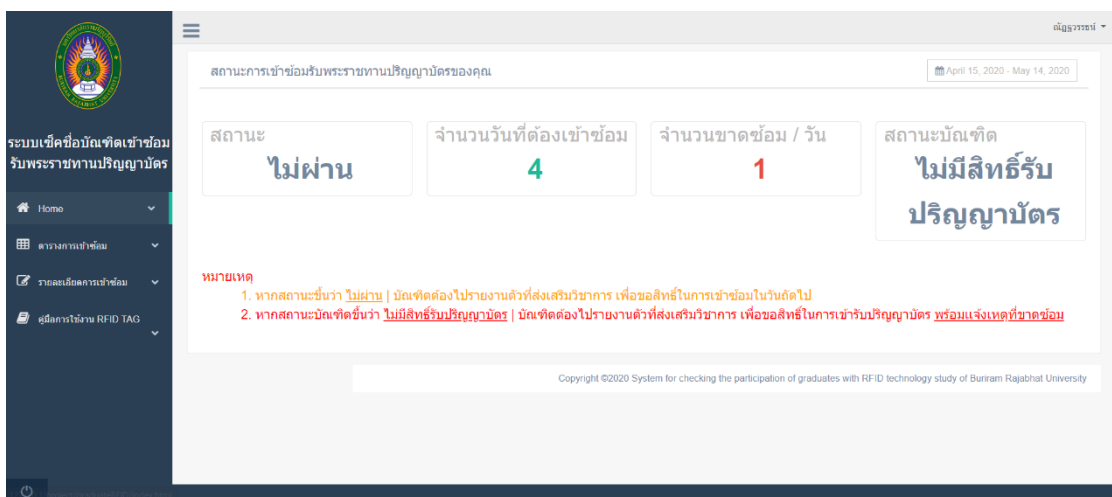 ณัฏฐวรรธน์
ระบบเช็คชื่อบัณฑิตเข้าซ้อม
รับพระราชทานปริญญาบัตร
Home
ตารางการเข้าซ้อม
รายละเอียดการเข้าซ้อม
คู่มือการใช้งาน RFID TAG
สถานะการเข้าซ้อมรับพระราชทานปริญญาบัตรของคุณ
April 15, 2020 - May 14, 2020
สถานะ
ไม่ผ่าน
จำนวนวันที่ต้องเข้าซ้อม
4
จำนวนขาดซ้อม / วัน
1
สถานะบัณฑิต
ไม่มีสิทธิ์รับ
ปริญญาบัตร
หมายเหตุ
1. หากสถานะขึ้นว่า ไม่ผ่าน | บัณฑิตต้องไปรายงานตัวที่ส่งเสริมวิชาการ เพื่อขอสิทธิ์ในการเข้าซ้อมในวันถัดไป
2. หากสถานะบัณฑิตขึ้นว่า ไม่มีสิทธิ์รับปริญญาบัตร | บัณฑิตต้องไปรายงานตัวที่ส่งเสริมวิชาการ เพื่อขอสิทธิ์ในการเข้ารับปริญญาบัตร พร้อมแจ้งเหตุที่ขาดซ้อม
Copyright ©2020 System for checking the participation of graduates with RFID technology study of Buriram Rajabhat University